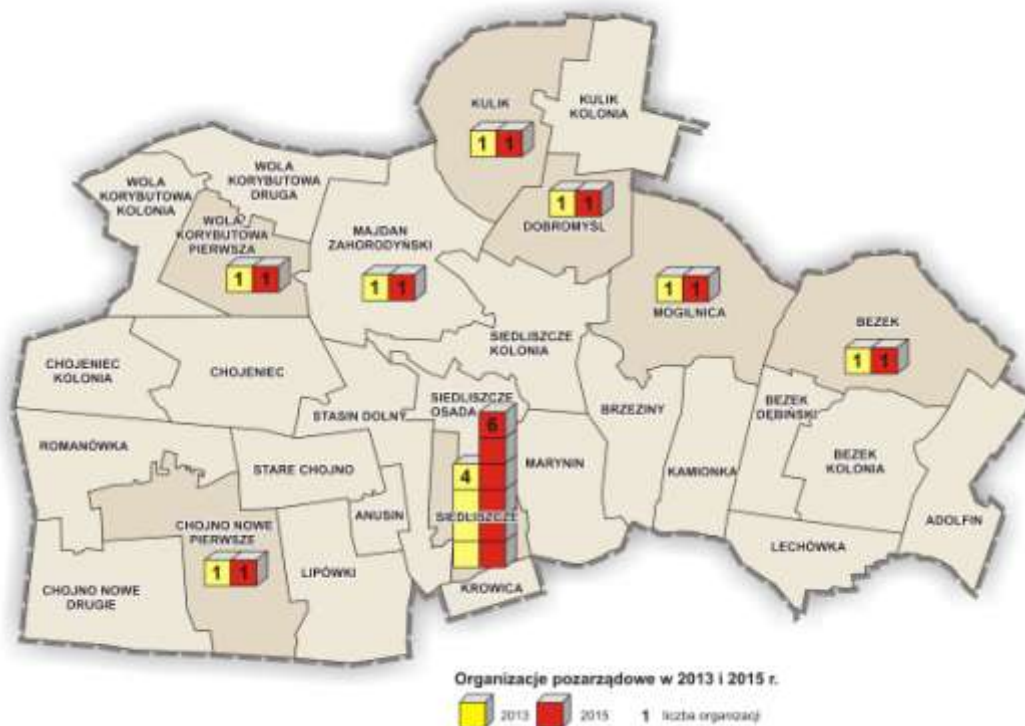 KULIK
KULIK
KOLONIA
1 1
WOLA
KORYBUTOWA
DRUGA
WOLA
KORYBUTOWA
KOLONIA
1 1
DOBROMYŚL
WOLA
KORYBUTOWA
PIERWSZA
MAJDAN
ZAHORODYŃSKI
1 1
1 1
1 1
MOGILNICA
BEZEK
1 1
SIEDLISZCZE
KOLONIA
CHOJENIEC
KOLONIA
CHOJENIEC
STASIN DOLNY
SIEDLISZCZE
OSADA
BRZEZINY
BEZEK
DĘBIŃSKI
6
ROMANÓWKA
STARE CHOJNO
4
MARYNIN
KAMIONKA
BEZEK
KOLONIA
ANUSIN
SIEDLISZCZE
ADOLFIN
CHOJNO NOWE
PIERWSZE
1 1
LIPÓWKI
LECHÓWKA
CHOJNO NOWE
DRUGIE
KROWICA
Organizacje pozarządowe w 2013 i 2015 r.
2013 2015 1 liczba organizacji